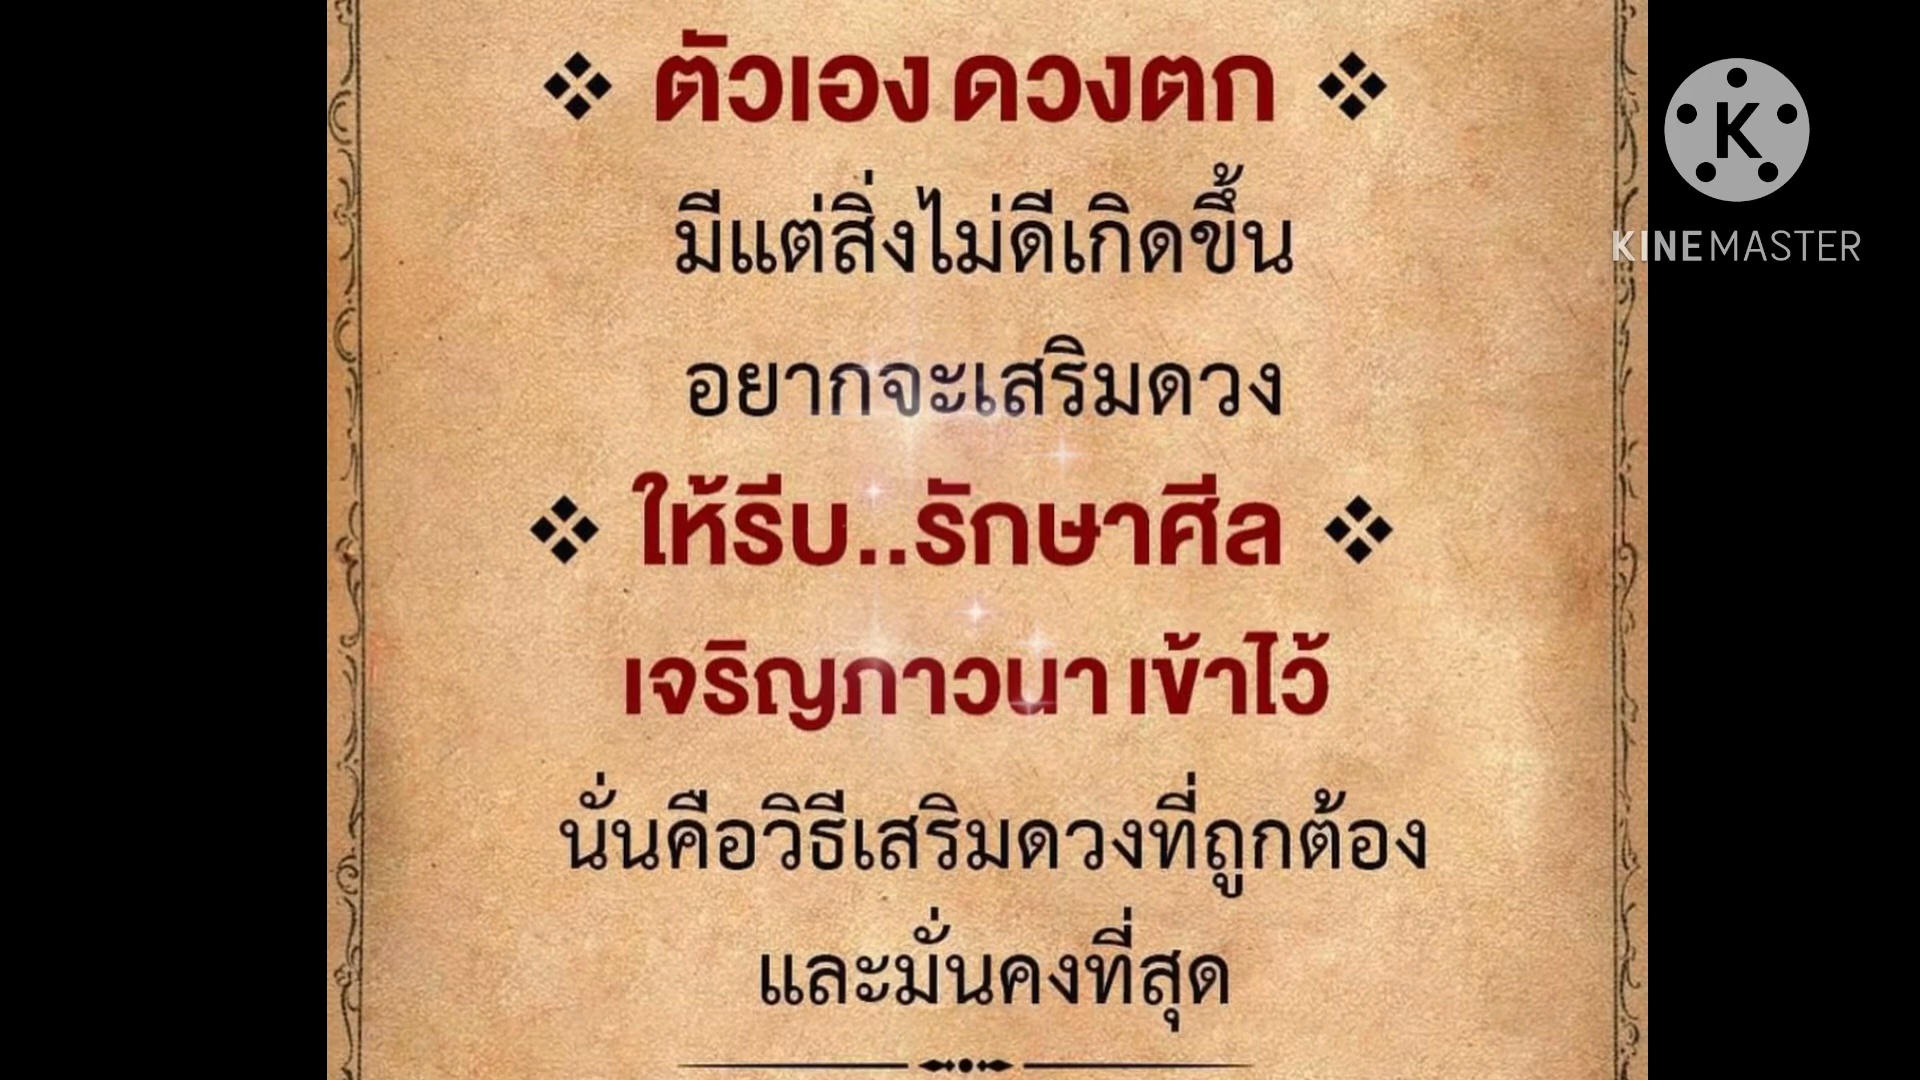 ตัวเอง ดวงตก
มีแต่สิ่งไม่ดีเกิดขึ้น
อยากจะเสริมดวง
ให้รีบ..รักษาศีล
เจริญภาวนา เข้าไว้
นั่นคือวิธีเสริมดวงที่ถูกต้อง
และมั่นคงที่สุด
K
KINEMASTER